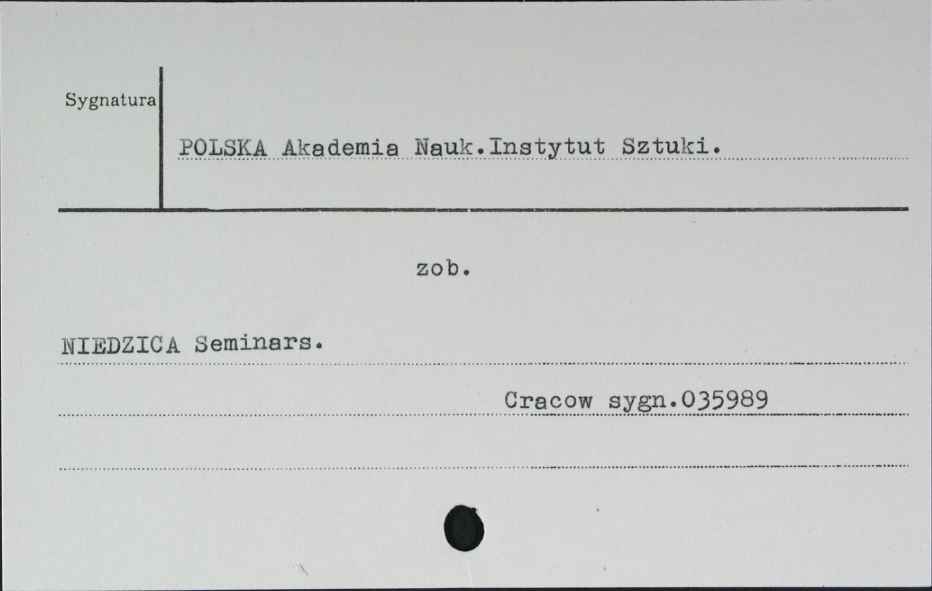 Sygnatura
POLSKA Akademia Nauk.Instytut Sztuki.
zob.
NIEDZICA Seminars.
Cracow sygn.035989